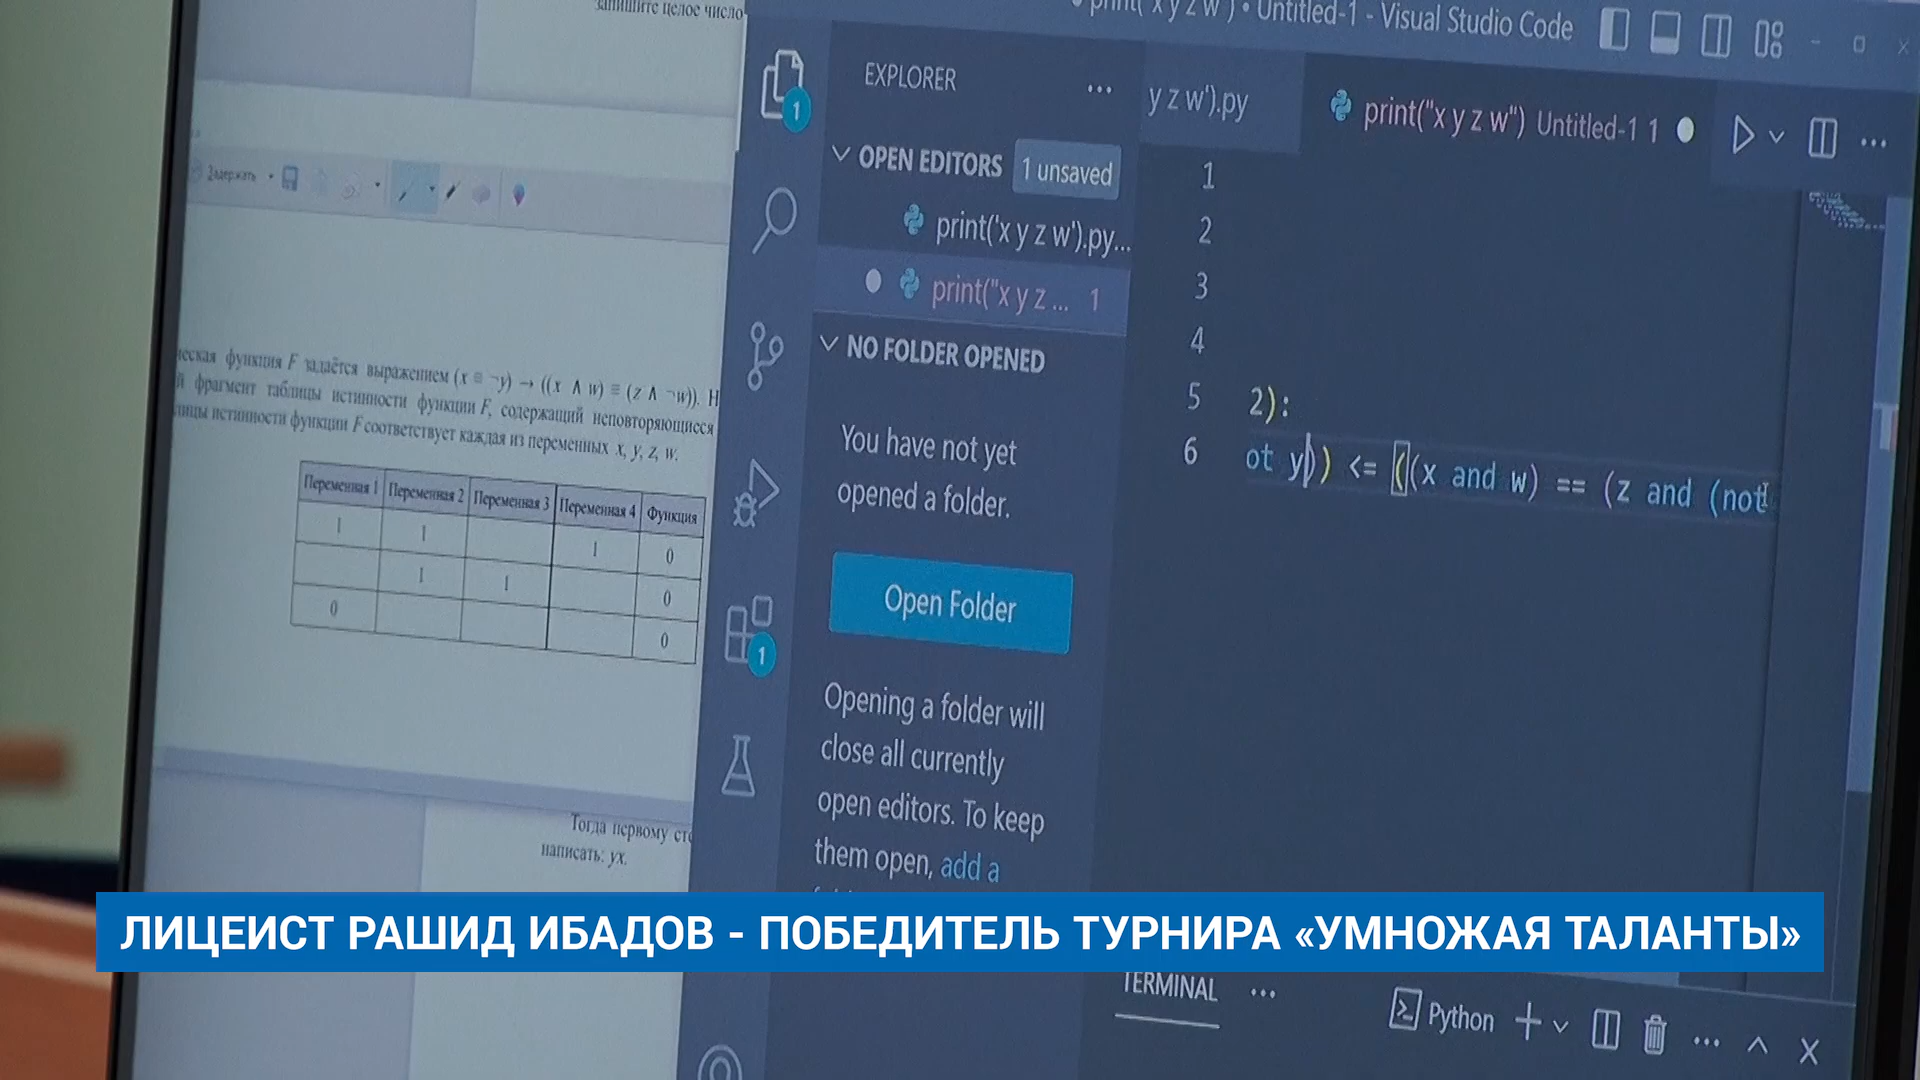 запишите целое число
Задержать
ческая функция F задаётся выражением (x ≡ ¬y) → ((x ∧ w) ≡ (z ∧ ¬w)). Н
й фрагмент таблицы истинности функции F, содержащий неповторяющиеся
лицы истинности функции F соответствует каждая из переменных x, y, z, w.
Переменная 1 Переменная 2 Переменная 3 Переменная 4 Функция
1 1 1 0
1 1 0
0 0
Тогда первому сто
написать: yx.
print('x y z w') • Untitled-1 - Visual Studio Code
EXPLORER ...
1
OPEN EDITORS 1 unsaved
print('x y z w').py...
print("x y z ... 1
NO FOLDER OPENED
You have not yet
opened a folder.
Open Folder
1
Opening a folder will
close all currently
open editors. To keep
them open, add a
y z w').py
print("x y z w") Untitled-1 1
1
2
3
4
5 2):
6 ot y)) <= ((x and w) == (z and (not
ЛИЦЕИСТ РАШИД ИБАДОВ - ПОБЕДИТЕЛЬ ТУРНИРА «УМНОЖАЯ ТАЛАНТЫ»
TERMINAL ...
Python